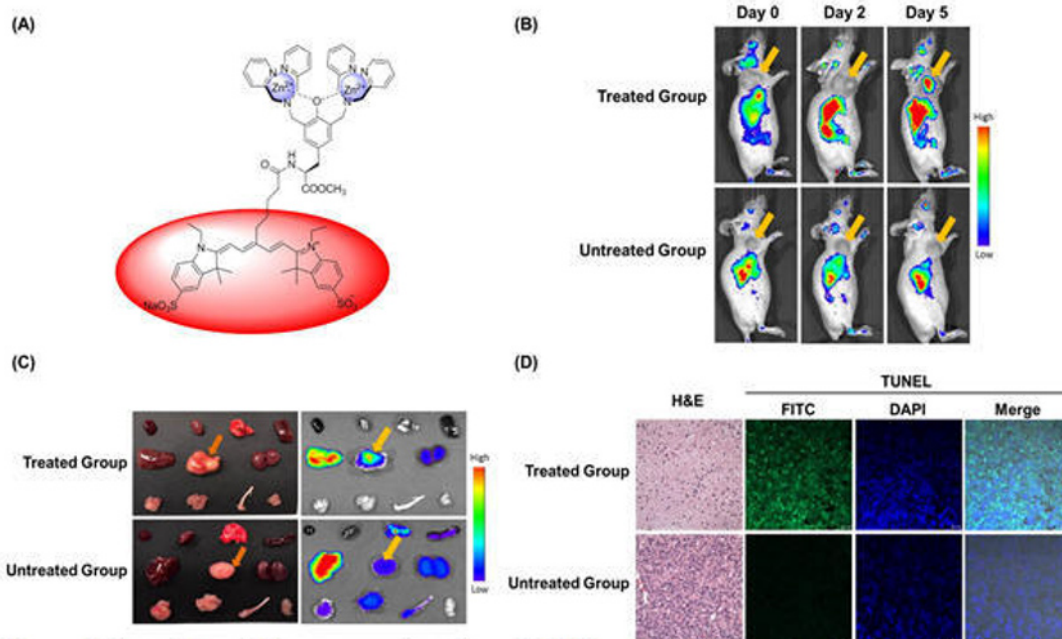 (A)
N
N
N
N
Zn2+
Zn2+
N
O
N
O
H
N
COOCH3
N
N+
NaO3S
SO3-
(B)
Day 0
Day 2
Day 5
Treated Group
Untreated Group
High
Low
(C)
Treated Group
Untreated Group
High
Low
(D)
TUNEL
H&E
FITC
DAPI
Merge
Treated Group
Untreated Group